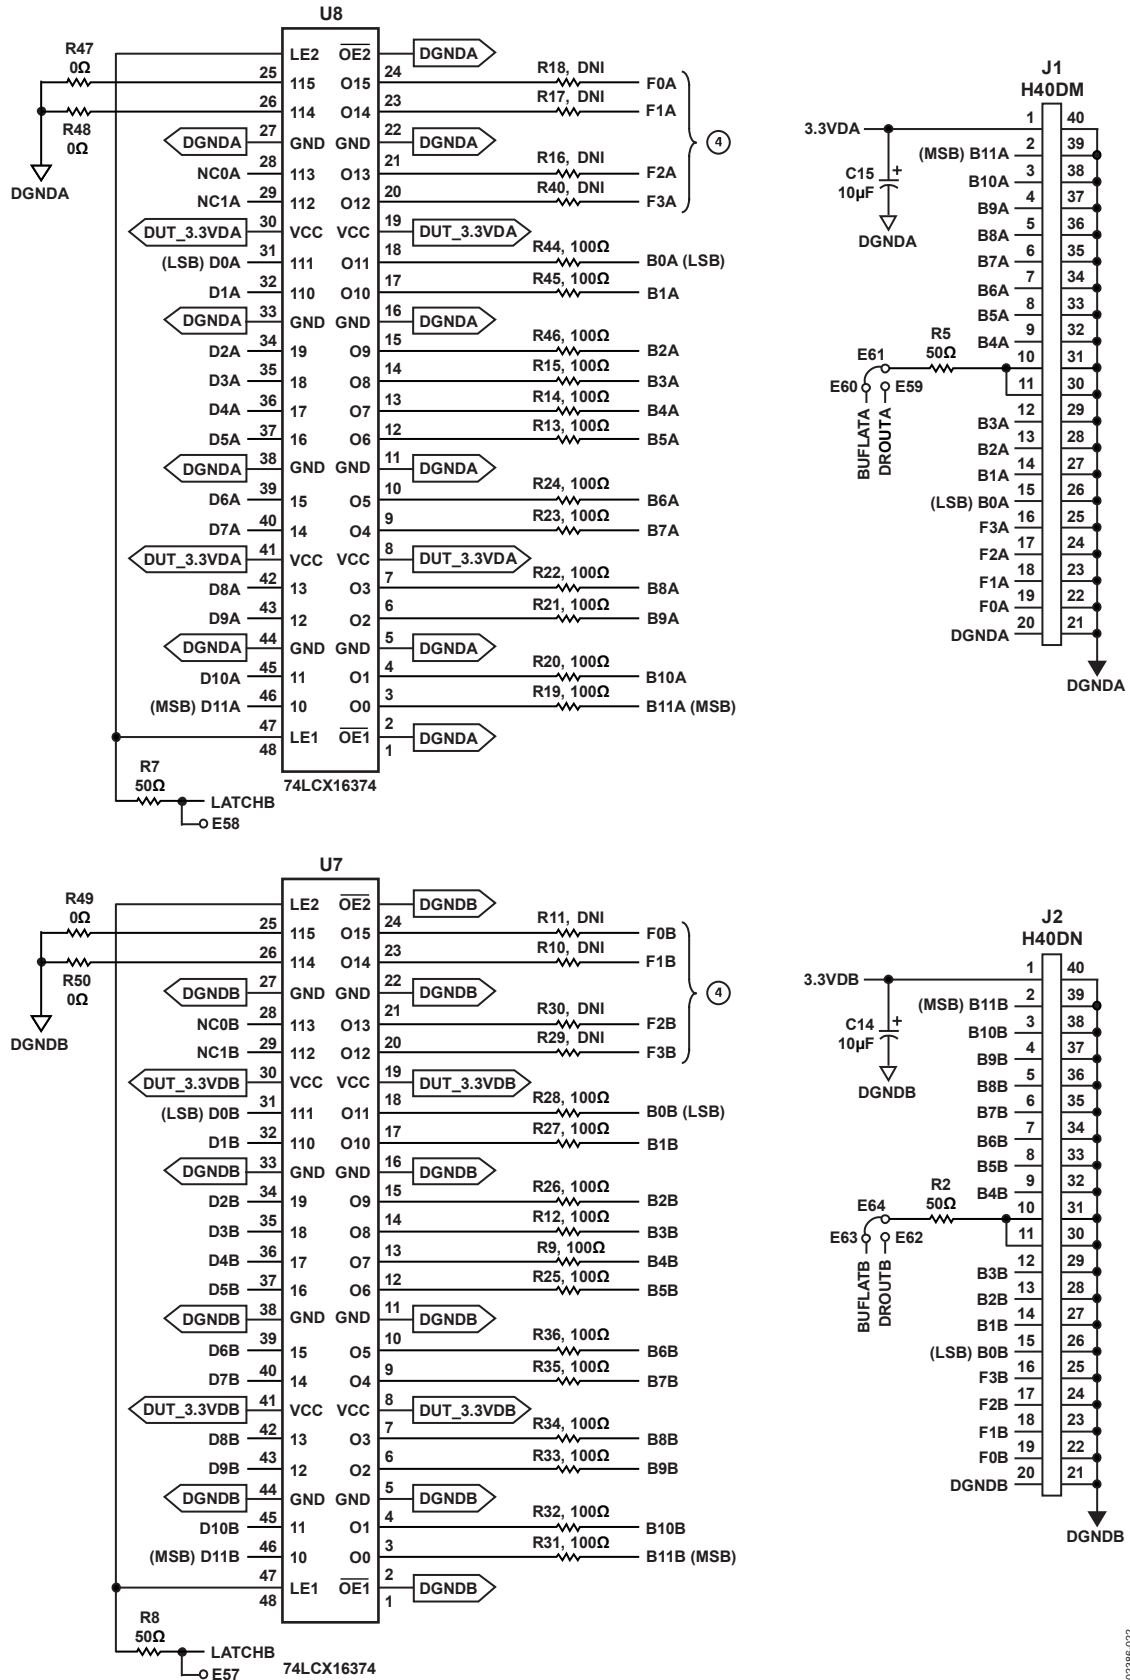 U8
R47
0Ω
R48
0Ω
DGNDA
LE2 OE2 DGNDA
25 115 O15 24 R18, DNI F0A
26 114 O14 23 R17, DNI F1A
DGNDA 27 GND GND 22 DGNDA
4
NC0A 28 113 O13 21 R16, DNI F2A
NC1A 29 112 O12 20 R40, DNI F3A
DUT_3.3VDA 30 VCC VCC 19 DUT_3.3VDA
(LSB) D0A 31 111 O11 18 R44, 100Ω B0A (LSB)
D1A 32 110 O10 17 R45, 100Ω B1A
DGNDA 33 GND GND 16 DGNDA
D2A 34 19 O9 15 R46, 100Ω B2A
D3A 35 18 O8 14 R15, 100Ω B3A
D4A 36 17 O7 13 R14, 100Ω B4A
D5A 37 16 O6 12 R13, 100Ω B5A
DGNDA 38 GND GND 11 DGNDA
D6A 39 15 O5 10 R24, 100Ω B6A
D7A 40 14 O4 9 R23, 100Ω B7A
DUT_3.3VDA 41 VCC VCC 8 DUT_3.3VDA
D8A 42 13 O3 7 R22, 100Ω B8A
D9A 43 12 O2 6 R21, 100Ω B9A
DGNDA 44 GND GND 5 DGNDA
D10A 45 11 O1 4 R20, 100Ω B10A
(MSB) D11A 46 10 O0 3 R19, 100Ω B11A (MSB)
47 LE1 OE1 2 DGNDA
48 1
R7
50Ω
74LCX16374
LATCHB
E58
J1
H40DM
3.3VDA 1 40
(MSB) B11A 2 39
C15
10µF
+
DGNDA
B10A 3 38
B9A 4 37
B8A 5 36
B7A 6 35
B6A 7 34
B5A 8 33
B4A 9 32
E61 R5
50Ω
10 31
E60 E59 11 30
BUFLATA
DROUTA
B3A 12 29
B2A 13 28
B1A 14 27
(LSB) B0A 15 26
F3A 16 25
F2A 17 24
F1A 18 23
F0A 19 22
DGNDA 20 21
DGNDA
U7
R49
0Ω
R50
0Ω
DGNDB
LE2 OE2 DGNDB
25 115 O15 24 R11, DNI F0B
26 114 O14 23 R10, DNI F1B
DGNDB 27 GND GND 22 DGNDB
4
NC0B 28 113 O13 21 R30, DNI F2B
NC1B 29 112 O12 20 R29, DNI F3B
DUT_3.3VDB 30 VCC VCC 19 DUT_3.3VDB
(LSB) D0B 31 111 O11 18 R28, 100Ω B0B (LSB)
D1B 32 110 O10 17 R27, 100Ω B1B
DGNDB 33 GND GND 16 DGNDB
D2B 34 19 O9 15 R26, 100Ω B2B
D3B 35 18 O8 14 R12, 100Ω B3B
D4B 36 17 O7 13 R9, 100Ω B4B
D5B 37 16 O6 12 R25, 100Ω B5B
DGNDB 38 GND GND 11 DGNDB
D6B 39 15 O5 10 R36, 100Ω B6B
D7B 40 14 O4 9 R35, 100Ω B7B
DUT_3.3VDB 41 VCC VCC 8 DUT_3.3VDB
D8B 42 13 O3 7 R34, 100Ω B8B
D9B 43 12 O2 6 R33, 100Ω B9B
DGNDB 44 GND GND 5 DGNDB
D10B 45 11 O1 4 R32, 100Ω B10B
(MSB) D11B 46 10 O0 3 R31, 100Ω B11B (MSB)
47 LE1 OE1 2 DGNDB
48 1
R8
50Ω
LATCHB
E57
74LCX16374
J2
H40DN
3.3VDB 1 40
(MSB) B11B 2 39
C14
10µF
+
DGNDB
B10B 3 38
B9B 4 37
B8B 5 36
B7B 6 35
B6B 7 34
B5B 8 33
B4B 9 32
E64 R2
50Ω
10 31
E63 E62 11 30
BUFLATB
DROUTB
B3B 12 29
B2B 13 28
B1B 14 27
(LSB) B0B 15 26
F3B 16 25
F2B 17 24
F1B 18 23
F0B 19 22
DGNDB 20 21
DGNDB